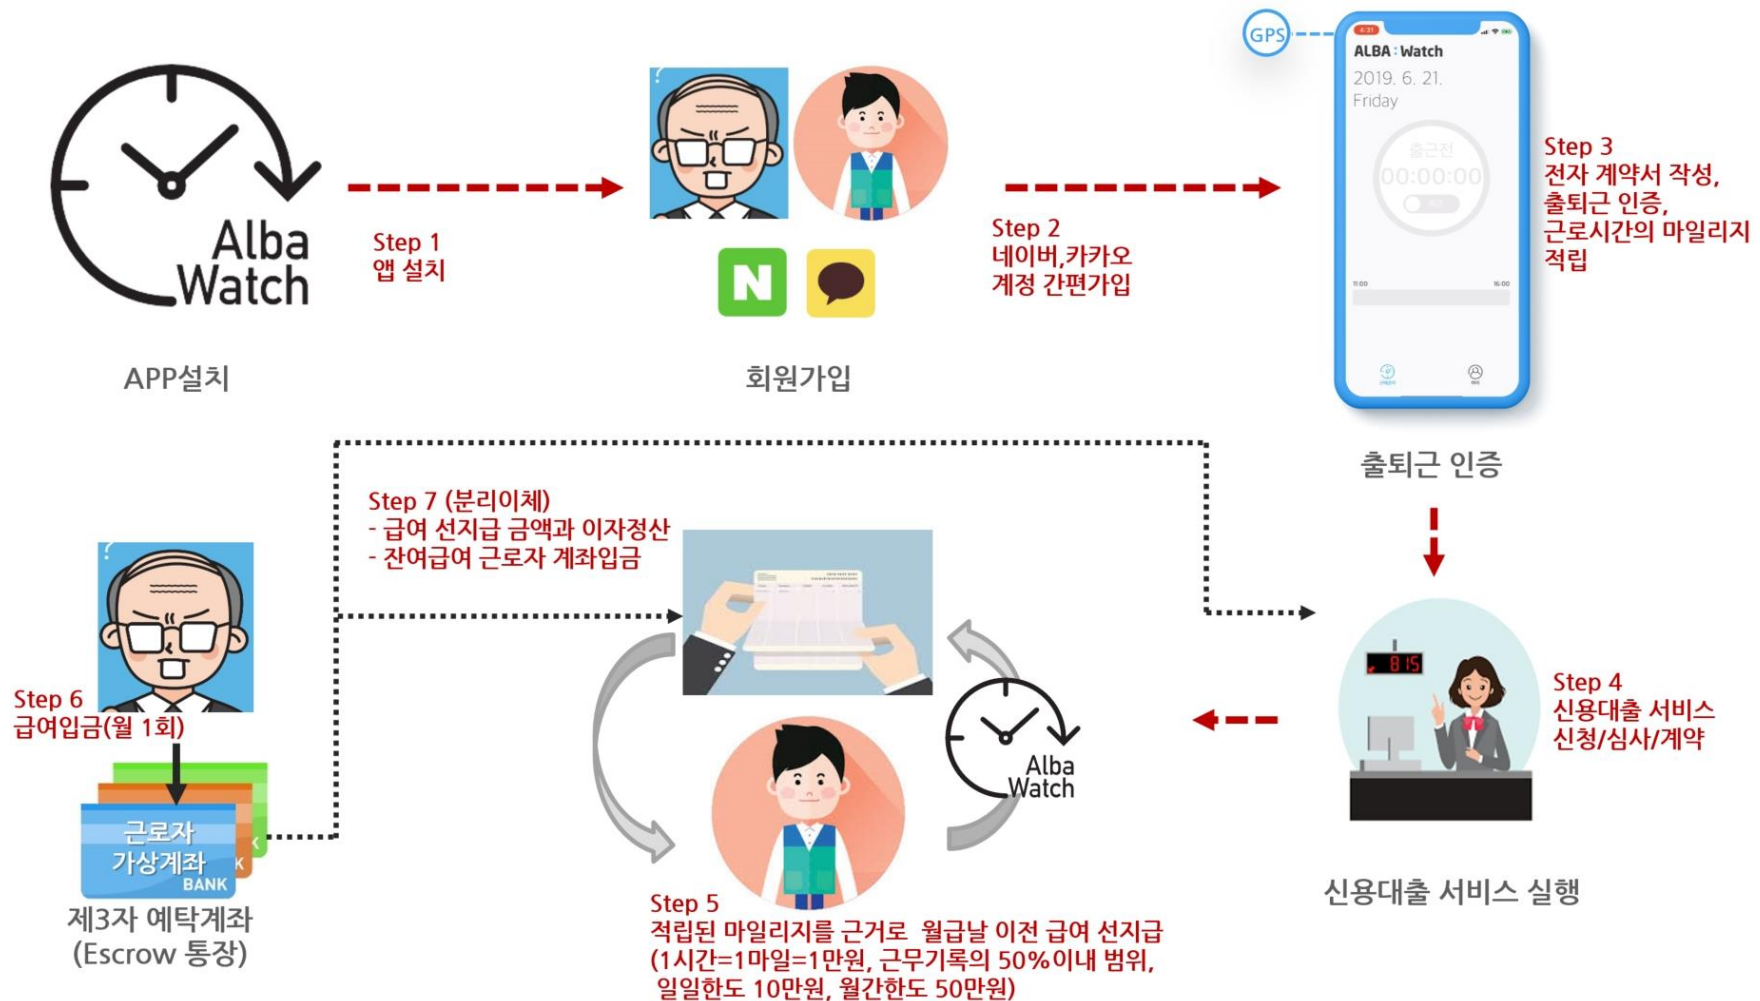 Alba
Watch
APP설치
Step 1
앱 설치
N
회원가입
Step 2
네이버,카카오
계정 간편가입
GPS
4:31
ALBA : Watch
2019. 6. 21.
Friday
출근전
00:00:00
11:00
16:00
Step 3
전자 계약서 작성,
출퇴근 인증,
근로시간의 마일리지
적립
출퇴근 인증
Step 7 (분리이체)
- 급여 선지급 금액과 이자정산
- 잔여급여 근로자 계좌입금
Step 6
급여입금(월 1회)
근로자
가상계좌
BANK
K
K
제3자 예탁계좌
(Escrow 통장)
Alba
Watch
Step 5
적립된 마일리지를 근거로 월급날 이전 급여 선지급
(1시간=1마일=1만원, 근무기록의 50%이내 범위,
일일한도 10만원, 월간한도 50만원)
815
Step 4
신용대출 서비스
신청/심사/계약
신용대출 서비스 실행